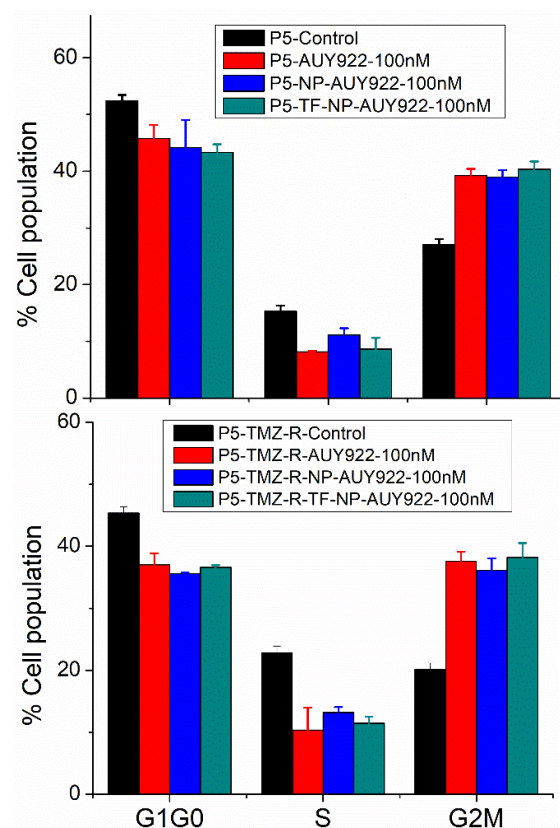 60
40
20
0
% Cell population
P5-Control
P5-AUY922-100nM
P5-NP-AUY922-100nM
P5-TF-NP-AUY922-100nM
60
40
20
0
% Cell population
P5-TMZ-R-Control
P5-TMZ-R-AUY922-100nM
P5-TMZ-R-NP-AUY922-100nM
P5-TMZ-R-TF-NP-AUY922-100nM
G1G0 S G2M